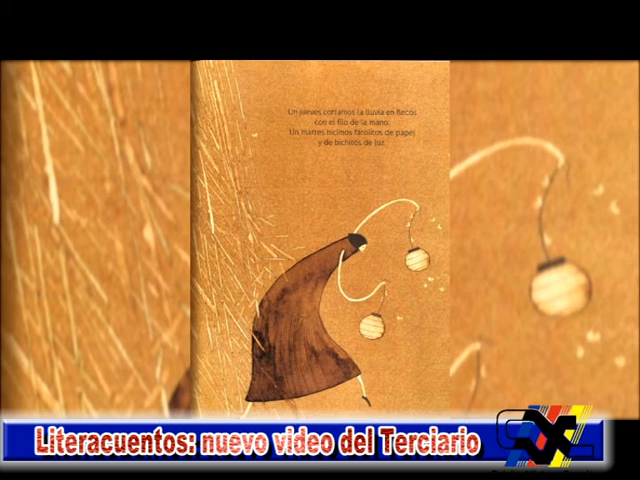 Un jueves cortamos la lluvia en flecos
con el filo de la mano.
Un martes hicimos farolitos de papel
y de bichitos de luz.
Literacuentos: nuevo video del Terciario